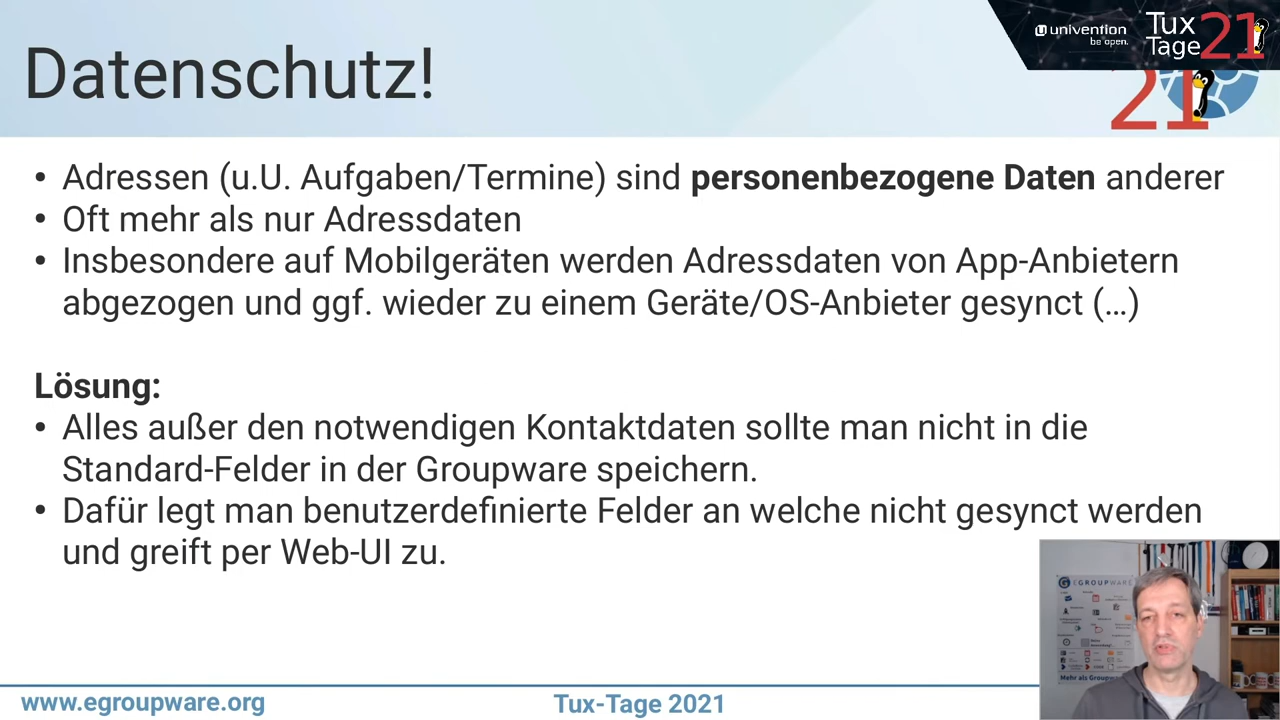 univention
be open.
Tux
Tage 21
21
Datenschutz!
• Adressen (u.U. Aufgaben/Termine) sind personenbezogene Daten anderer
• Oft mehr als nur Adressdaten
• Insbesondere auf Mobilgeräten werden Adressdaten von App-Anbietern
abgezogen und ggf. wieder zu einem Geräte/OS-Anbieter gesynct (...)
Lösung:
• Alles außer den notwendigen Kontaktdaten sollte man nicht in die
Standard-Felder in der Groupware speichern.
• Dafür legt man benutzerdefinierte Felder an welche nicht gesynct werden
und greift per Web-UI zu.
EGROUPWARE
Mehr als Groupw
www.egroupware.org
Tux-Tage 2021